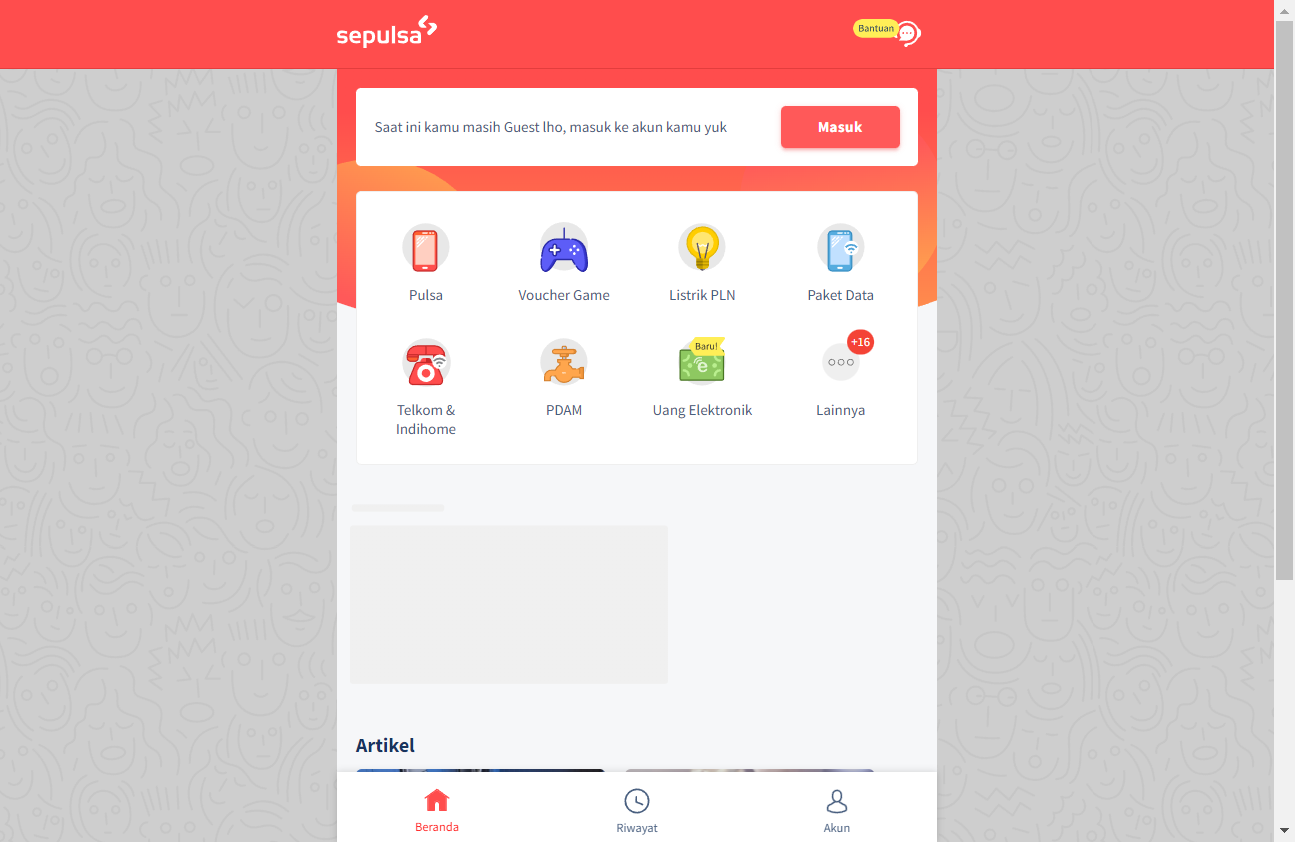 sepulsa
Bantuan
Saat ini kamu masih Guest lho, masuk ke akun kamu yuk
Masuk
Pulsa
Voucher Game
Listrik PLN
Paket Data
Telkom &
Indihome
PDAM
Baru!
e
Uang Elektronik
+16
Lainnya
Artikel
Beranda
Riwayat
Akun